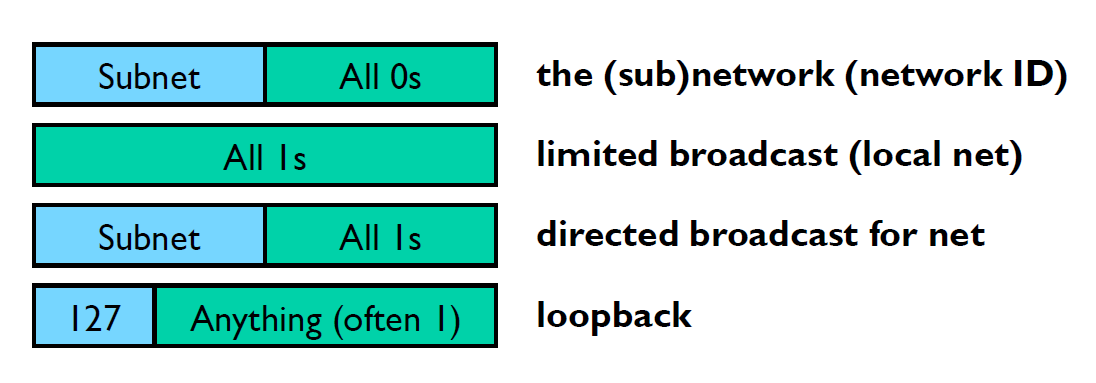 Subnet All 0s the (sub)network (network ID)
All 1s limited broadcast (local net)
Subnet All 1s directed broadcast for net
127 Anything (often 1) loopback